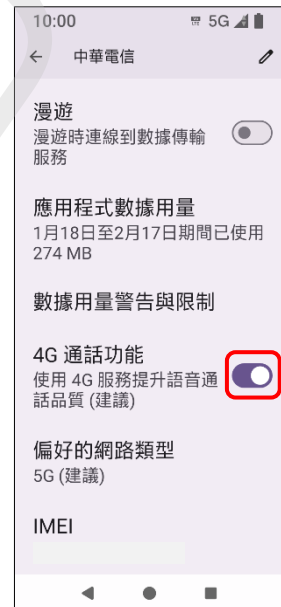 10:00 5G
中華電信
漫遊
漫遊時連線到數據傳輸
服務
應用程式數據用量
1月18日至2月17日期間已使用
274 MB
數據用量警告與限制
4G 通話功能
使用 4G 服務提升語音通
話品質 (建議)
偏好的網路類型
5G (建議)
IMEI